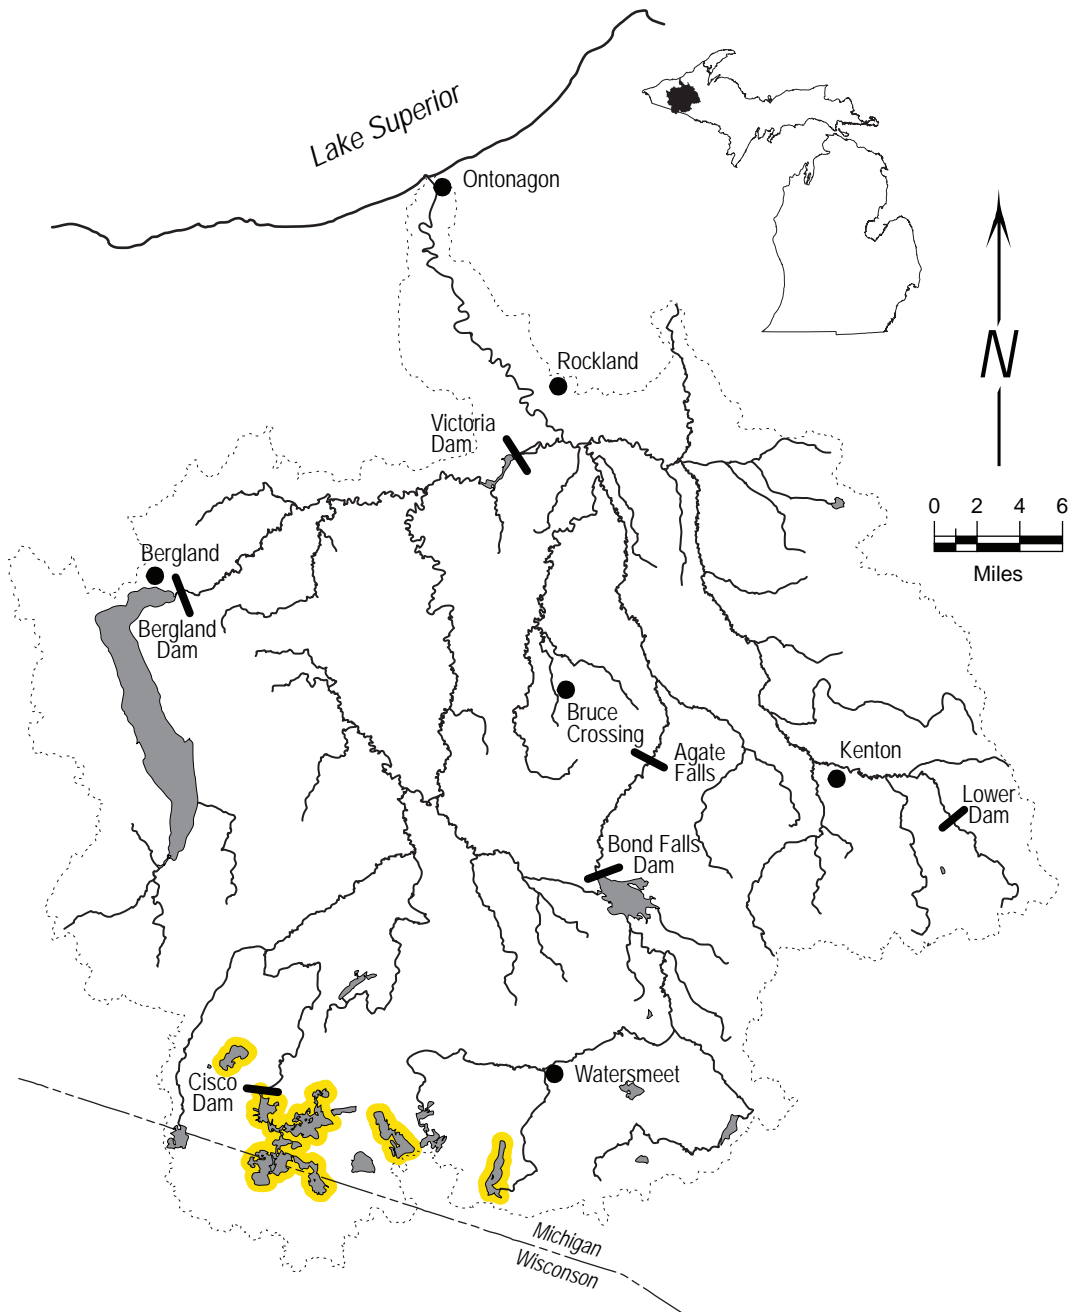 Lake Superior
Ontonagon
Rockland
Victoria
Dam
N
0 2 4 6
Miles
Bergland
Bergland
Dam
Bruce
Crossing
Agate
Falls
Kenton
Lower
Dam
Bond Falls
Dam
Cisco
Dam
Watersmeet
Michigan
Wisconson